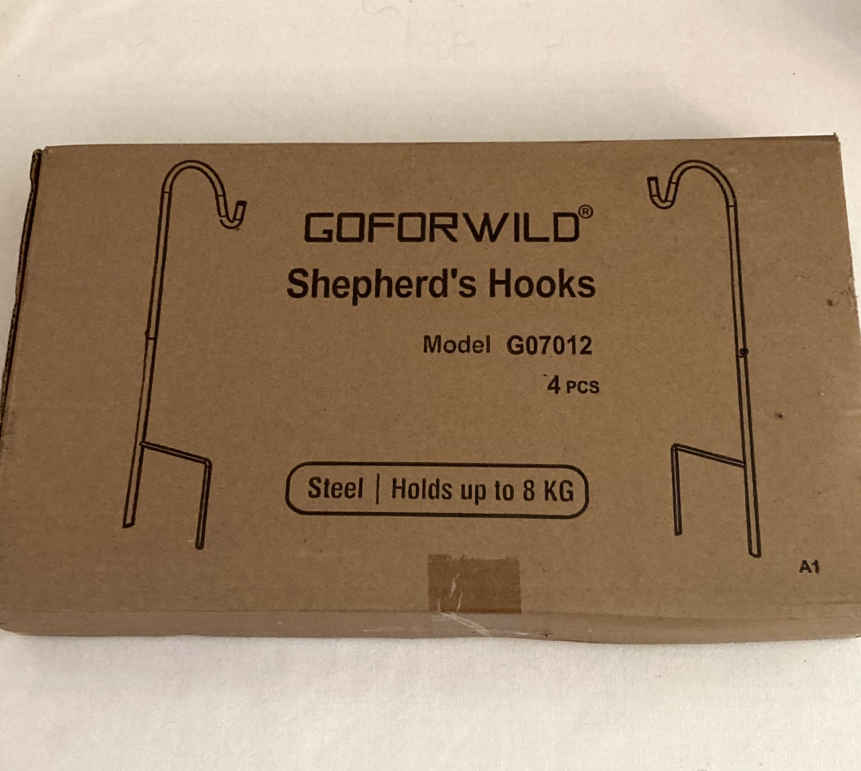 GOFORWILD®
Shepherd's Hooks
Model G07012
4 PCS
Steel | Holds up to 8 KG
A1